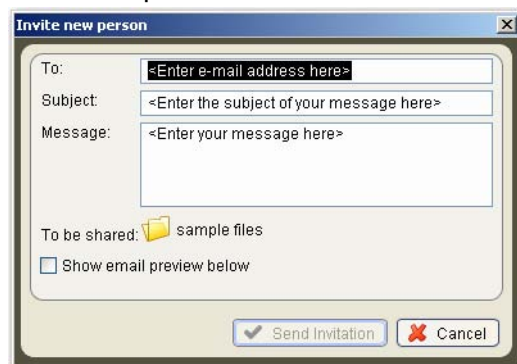 Invite new person
To: <Enter e-mail address here>
Subject: <Enter the subject of your message here>
Message: <Enter your message here>
To be shared: sample files
Show email preview below
Send Invitation Cancel